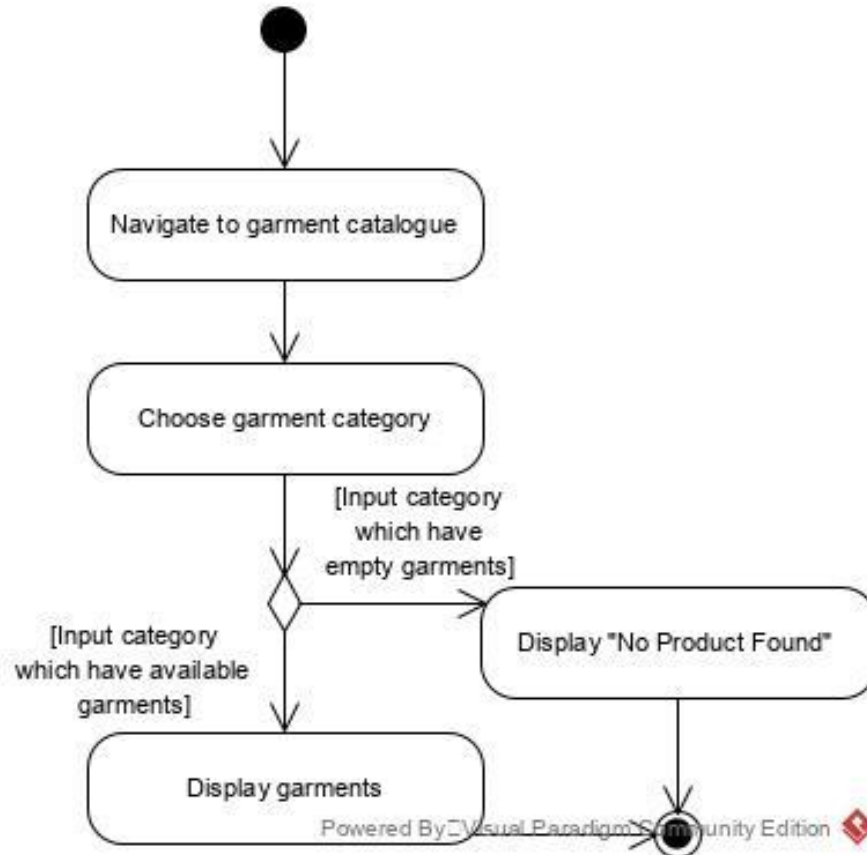 Navigate to garment catalogue
Choose garment category
[Input category
which have
empty garments]
[Input category
which have available
garments]
Display "No Product Found"
Display garments
Powered By Visual Paradigm Community Edition